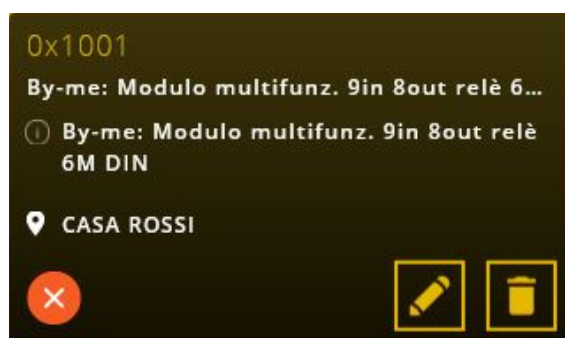 0x1001
By-me: Modulo multifunz. 9in 8out relè 6...
By-me: Modulo multifunz. 9in 8out relè
6M DIN
CASA ROSSI